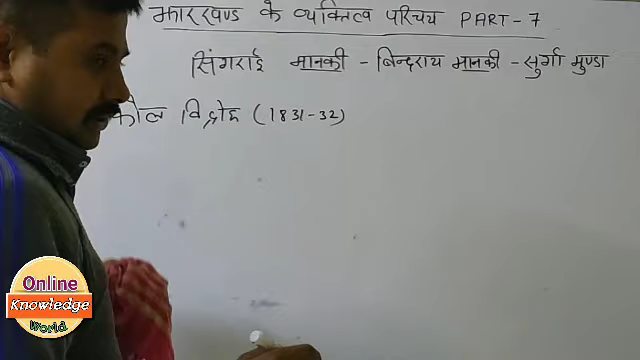 झारखण्ड के व्यक्तित्व परिचय PART-7
सिंगराई मानकी - बिन्दराय मानकी - सुर्गा मुण्डा
कोल विद्रोह (1831-32)
Online
Knowledge
World